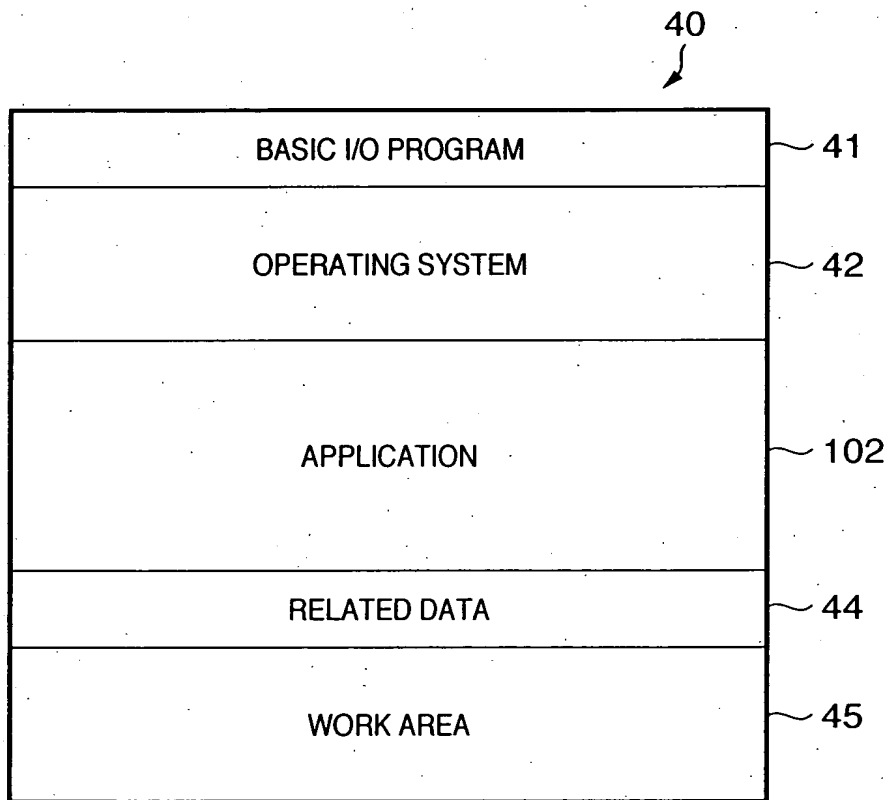 40
BASIC I/O PROGRAM 41
OPERATING SYSTEM 42
APPLICATION 102
RELATED DATA 44
WORK AREA 45